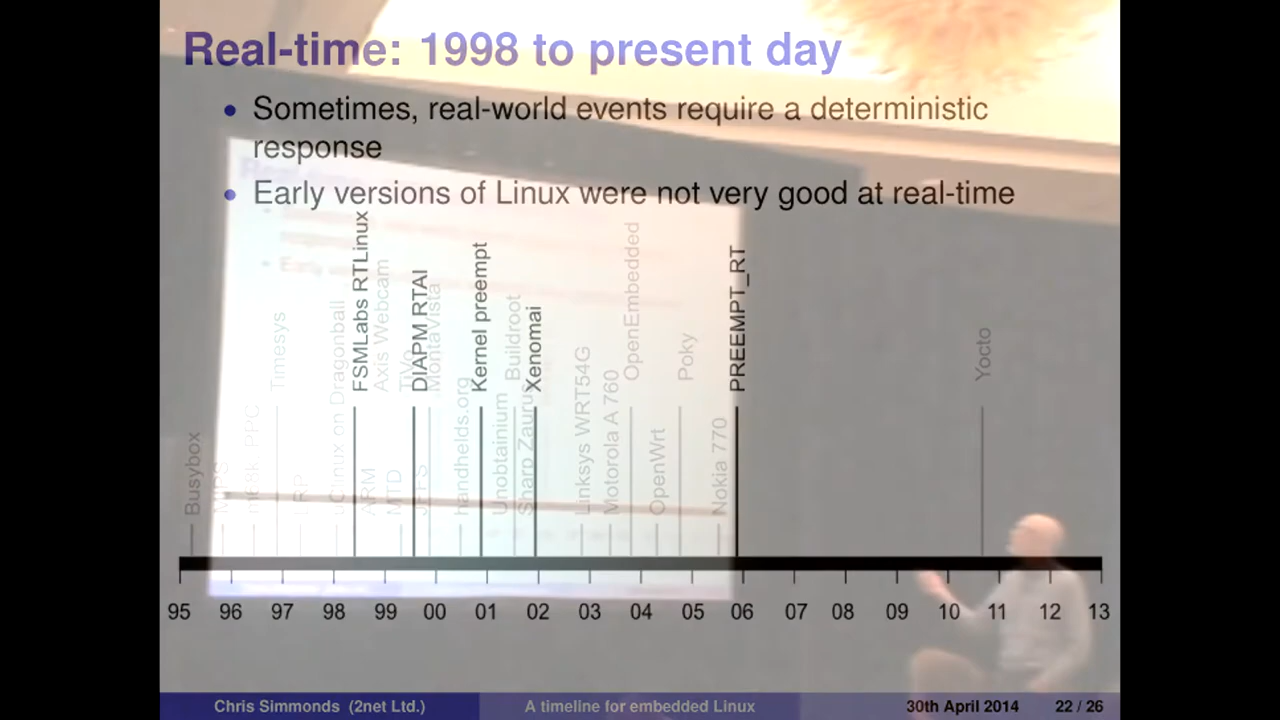 Real-time: 1998 to present day
Sometimes, real-world events require a deterministic
response
Early versions of Linux were not very good at real-time
Busybox
MIPS
m68k PPC
Timesys
LRP
uClinux on Dragonball
FSMLabs RTLinux
ARM
Axis Webcam
MTD
TiVo
DIAPM RTAI
JFFS
MontaVista
handhelds.org
Kernel preempt
Unobtainium
Buildroot
Sharp Zaurus
Xenomai
Linksys WRT54G
Motorola A 760
OpenEmbedded
OpenWrt
Poky
Nokia 770
PREEMPT_RT
Yocto
95 96 97 98 99 00 01 02 03 04 05 06 07 08 09 10 11 12 13
Chris Simmonds (2net Ltd.) A timeline for embedded Linux 30th April 2014 22 / 26